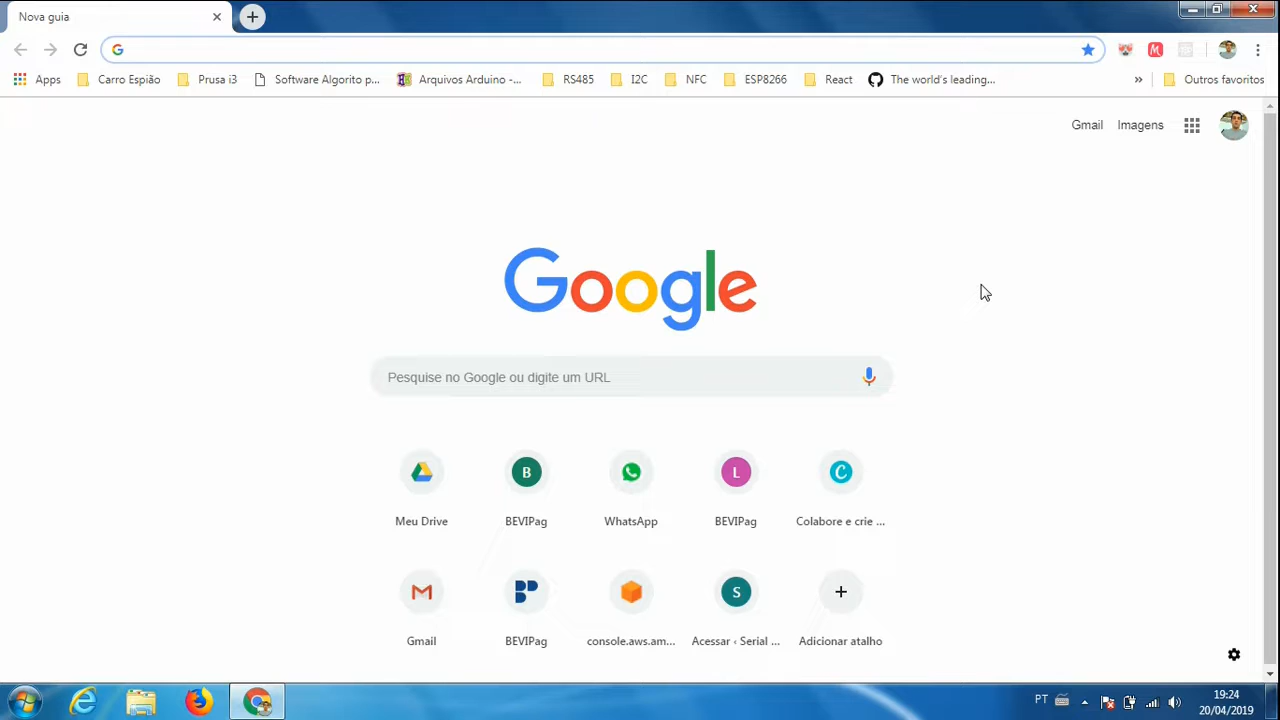 Nova guia
Apps Carro Espião Prusa i3 Software Algorito p... Arquivos Arduino -... RS485 I2C NFC ESP8266 React The world's leading... » Outros favoritos
Gmail Imagens
Google
Pesquise no Google ou digite um URL
B L C
Meu Drive BEVIPag WhatsApp BEVIPag Colabore e crie ...
S
Gmail BEVIPag console.aws.am... Acessar ‹ Serial ... Adicionar atalho
PT 19:24
20/04/2019